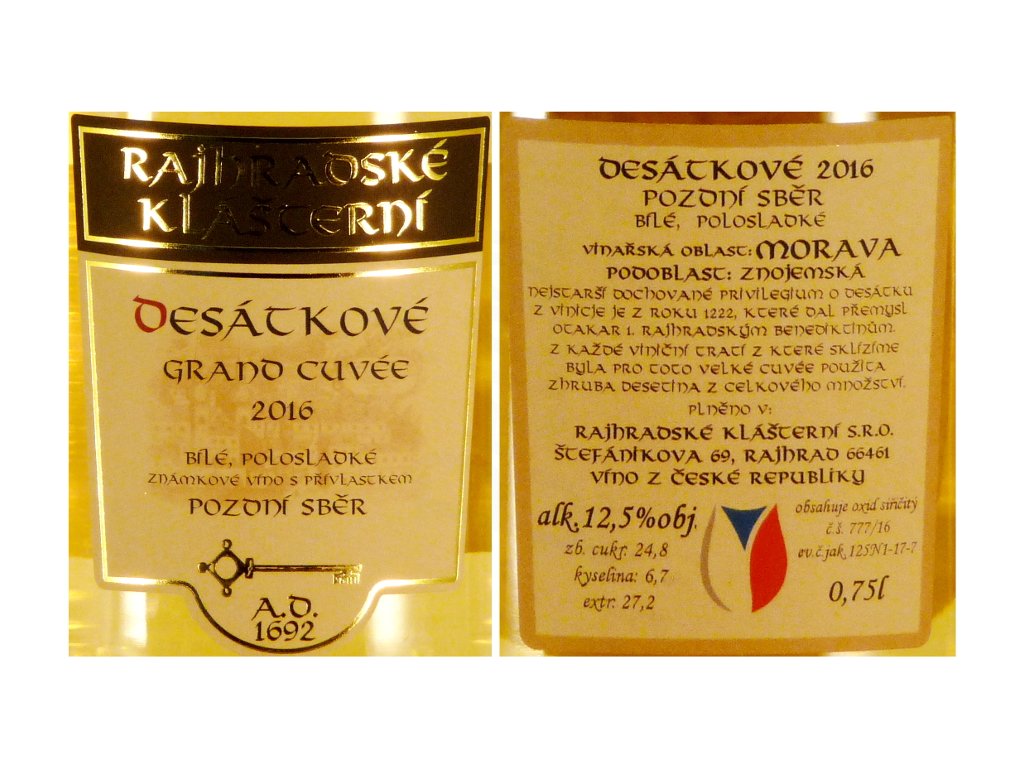 RAJHRADSKÉ
KLÁŠTERNÍ
DESÁTKOVÉ
GRAND CUVÉE
2016
BÍLÉ, POLOSLADKÉ
ZNÁMKOVÉ VÍNO S PŘÍVLASTKEM
POZDNÍ SBĚR
A.D.
1692
DESÁTKOVÉ 2016
POZDNÍ SBĚR
BÍLÉ, POLOSLADKÉ
VINAŘSKÁ OBLAST: MORAVA
PODOBLAST: ZNOJEMSKÁ
NEJSTARŠÍ DOCHOVANÉ PRIVILEGIUM O DESÁTKU
Z VINICJE JE Z ROKU 1222, KTERÉ DAL PŘEMYSL
OTAKAR 1. RAJHRADSKÝM BENEDIKTINŮM.
Z KAŽDÉ VINIČNÍ TRATI Z KTERÉ SKLÍZÍME
BYLA PRO TOTO VELKÉ CUVÉE POUŽITA
ZHRUBA DESETINA Z CELKOVÉHO MNOŽSTVÍ.
PLNĚNO V:
RAJHRADSKÉ KLÁŠTERNÍ S.R.O.
ŠTEFÁNIKOVA 69, RAJHRAD 66461
VÍNO Z ČESKÉ REPUBLIKY
alk. 12,5%obj.
zb. cukr: 24,8
kyselina: 6,7
extr: 27,2
obsahuje oxid siřičitý
č.š. 777/16
ev.č.jak. 125N1-17-7
0,75l